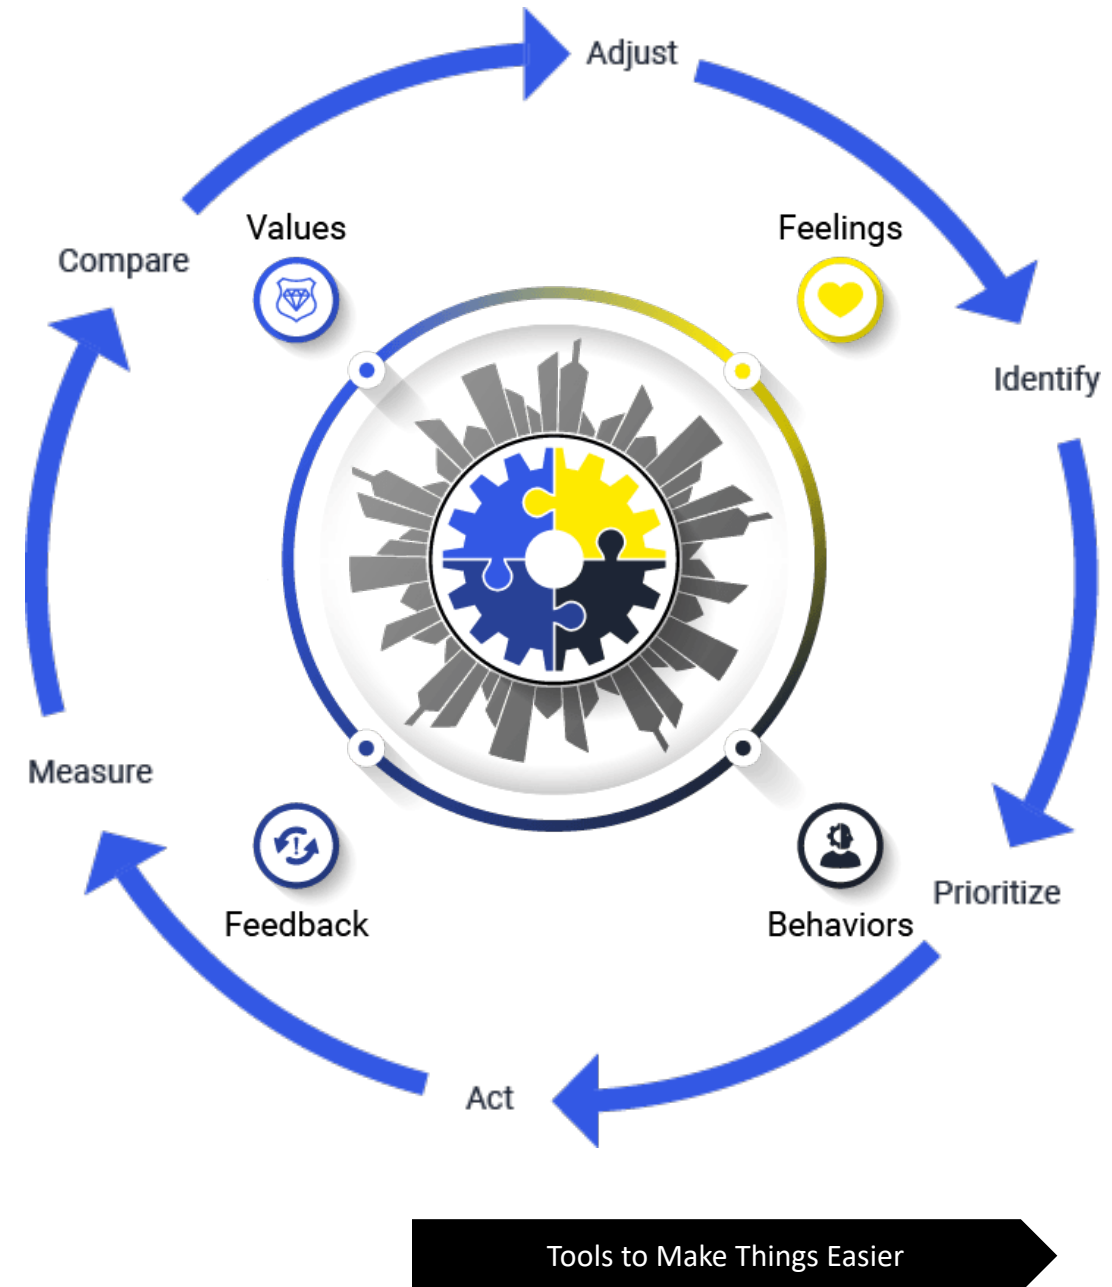 Adjust
Values
Feelings
Compare
Identify
Measure
Prioritize
Feedback
Behaviors
Act
Tools to Make Things Easier